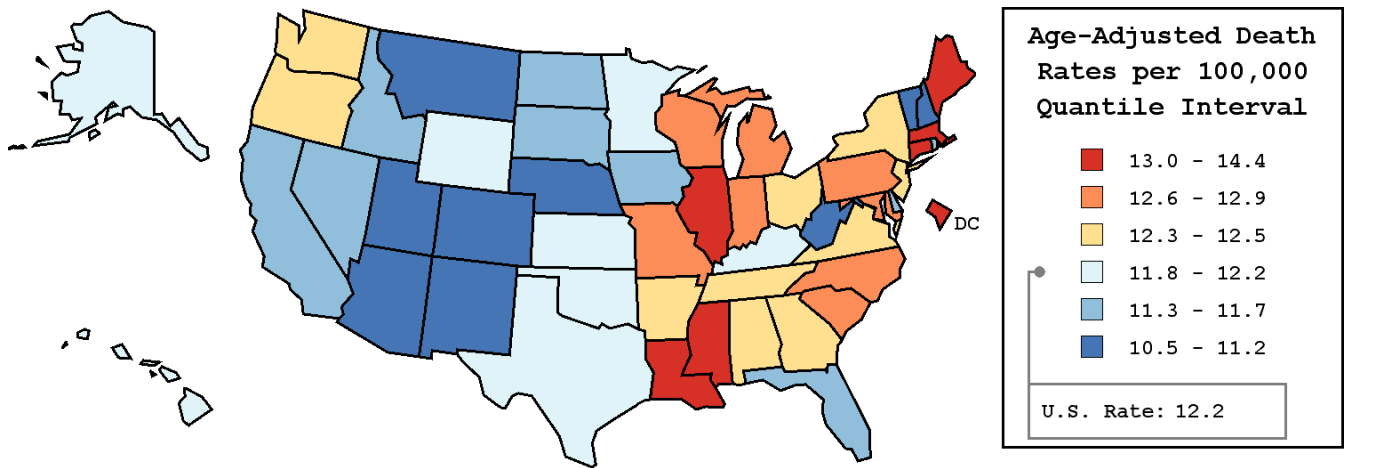 Age-Adjusted Death
Rates per 100,000
Quantile Interval
13.0 - 14.4
12.6 - 12.9
12.3 - 12.5
11.8 - 12.2
11.3 - 11.7
10.5 - 11.2
U.S. Rate: 12.2
DC